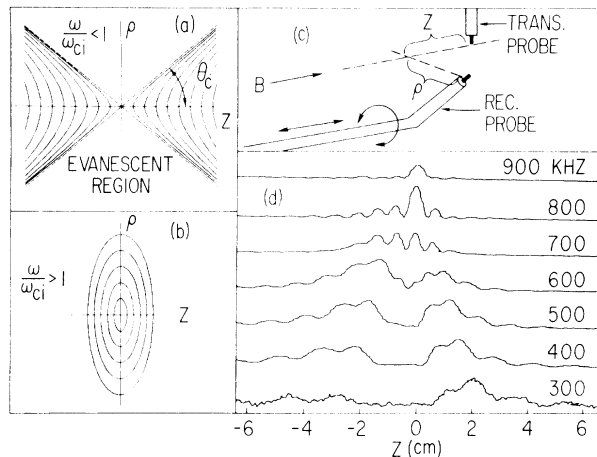 ω/ωci < 1
ρ
(a)
θc
Z
EVANESCENT
REGION
ω/ωci > 1
ρ
(b)
Z
(c)
Z
TRANS.
PROBE
B
ρ
REC.
PROBE
(d)
900 KHZ
800
700
600
500
400
300
-6 -4 -2 0 2 4 6
Z (cm)